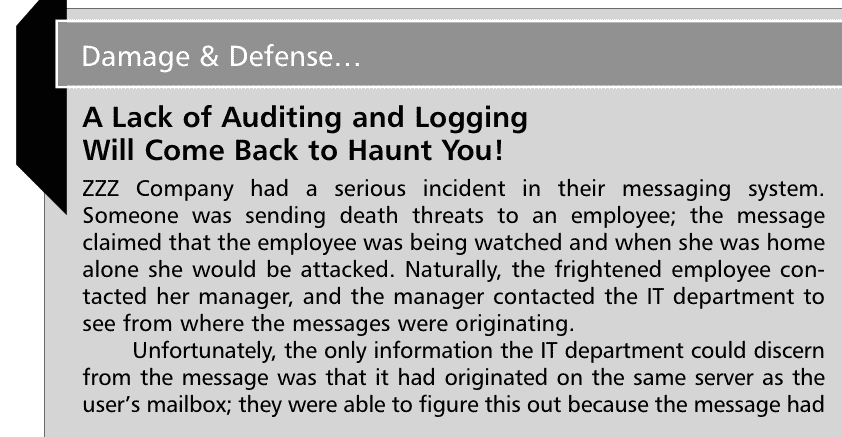 Damage & Defense…
A Lack of Auditing and Logging
Will Come Back to Haunt You!
ZZZ Company had a serious incident in their messaging system.
Someone was sending death threats to an employee; the message
claimed that the employee was being watched and when she was home
alone she would be attacked. Naturally, the frightened employee con-
tacted her manager, and the manager contacted the IT department to
see from where the messages were originating.
Unfortunately, the only information the IT department could discern
from the message was that it had originated on the same server as the
user’s mailbox; they were able to figure this out because the message had